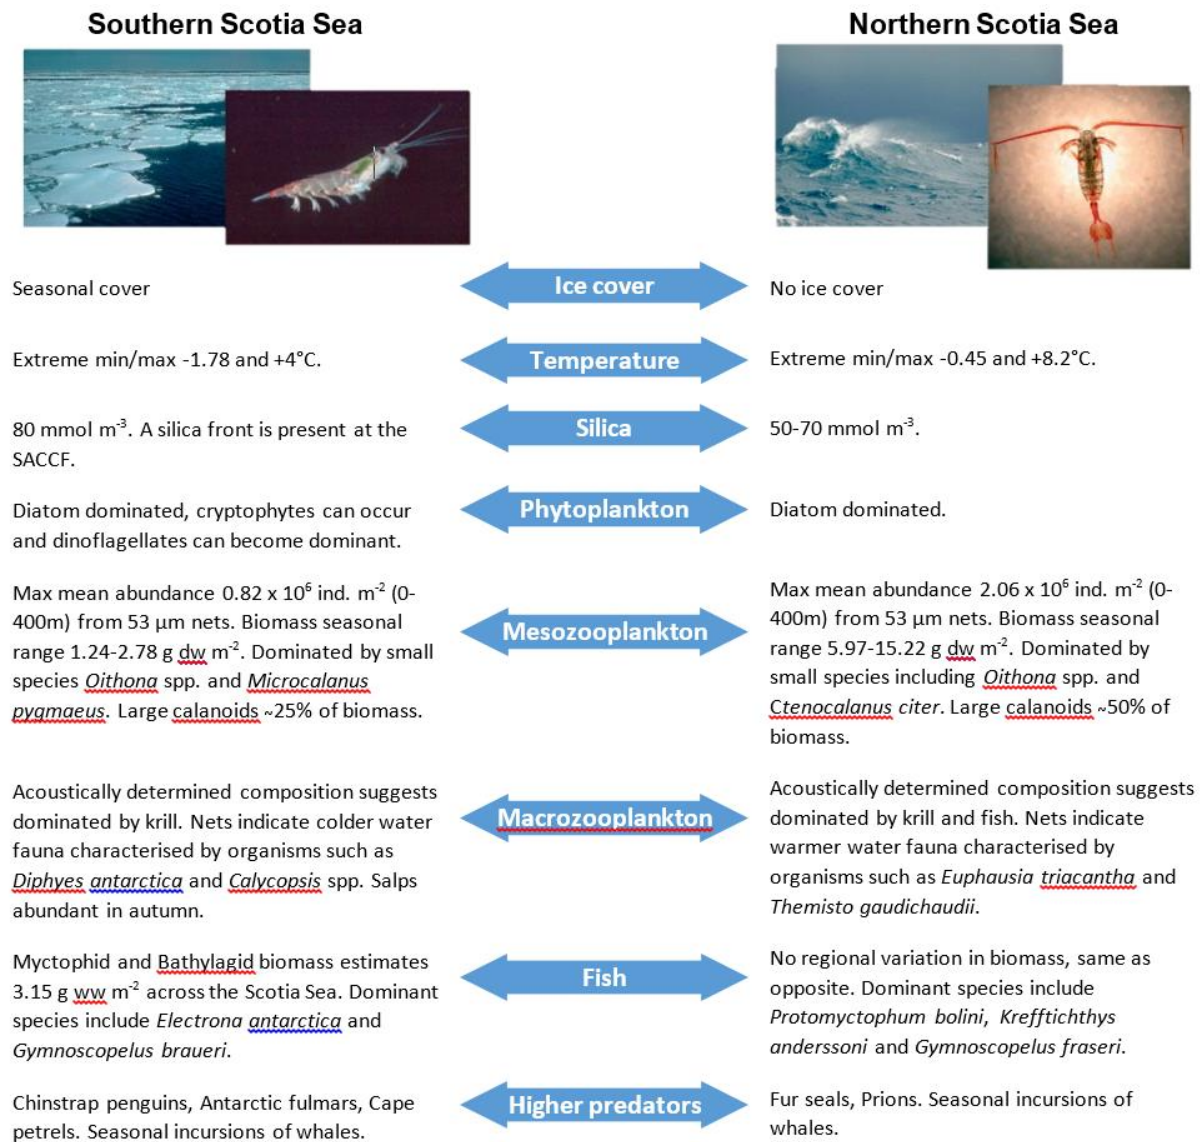 Southern Scotia Sea
Northern Scotia Sea
Seasonal cover
Ice cover
No ice cover
Extreme min/max -1.78 and +4°C.
Temperature
Extreme min/max -0.45 and +8.2°C.
80 mmol m⁻³. A silica front is present at the
SACCF.
Silica
50-70 mmol m⁻³.
Diatom dominated, cryptophytes can occur
and dinoflagellates can become dominant.
Phytoplankton
Diatom dominated.
Max mean abundance 0.82 x 10⁶ ind. m⁻² (0-
400m) from 53 µm nets. Biomass seasonal
range 1.24-2.78 g dw m⁻². Dominated by small
species Oithona spp. and Microcalanus
pygmaeus. Large calanoids ~25% of biomass.
Mesozooplankton
Max mean abundance 2.06 x 10⁶ ind. m⁻² (0-
400m) from 53 µm nets. Biomass seasonal
range 5.97-15.22 g dw m⁻². Dominated by
small species including Oithona spp. and
Ctenocalanus citer. Large calanoids ~50% of
biomass.
Acoustically determined composition suggests
dominated by krill. Nets indicate colder water
fauna characterised by organisms such as
Diphyes antarctica and Calycopsis spp. Salps
abundant in autumn.
Macrozooplankton
Acoustically determined composition suggests
dominated by krill and fish. Nets indicate
warmer water fauna characterised by
organisms such as Euphausia triacantha and
Themisto gaudichaudii.
Myctophid and Bathylagid biomass estimates
3.15 g ww m⁻² across the Scotia Sea. Dominant
species include Electrona antarctica and
Gymnoscopelus braueri.
Fish
No regional variation in biomass, same as
opposite. Dominant species include
Protomyctophum bolini, Krefftichthys
anderssoni and Gymnoscopelus fraseri.
Chinstrap penguins, Antarctic fulmars, Cape
petrels. Seasonal incursions of whales.
Higher predators
Fur seals, Prions. Seasonal incursions of
whales.